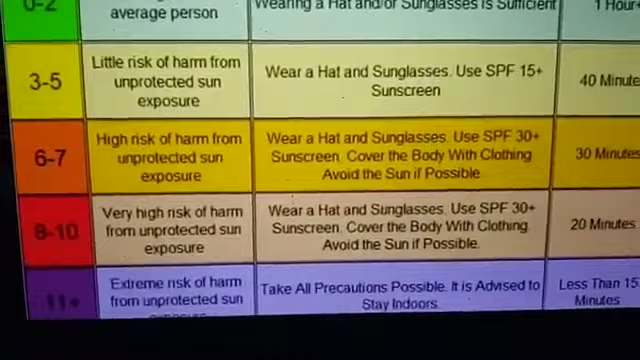 0-2
average person
Wearing a Hat and/or Sunglasses is Sufficient
1 Hour+
3-5
Little risk of harm from
unprotected sun
exposure
Wear a Hat and Sunglasses. Use SPF 15+
Sunscreen
40 Minute
6-7
High risk of harm from
unprotected sun
exposure
Wear a Hat and Sunglasses. Use SPF 30+
Sunscreen. Cover the Body With Clothing
Avoid the Sun if Possible
30 Minutes
8-10
Very high risk of harm
from unprotected sun
exposure
Wear a Hat and Sunglasses. Use SPF 30+
Sunscreen. Cover the Body With Clothing.
Avoid the Sun if Possible.
20 Minutes
11+
Extreme risk of harm
from unprotected sun
Take All Precautions Possible. It is Advised to
Stay Indoors.
Less Than 15
Minutes